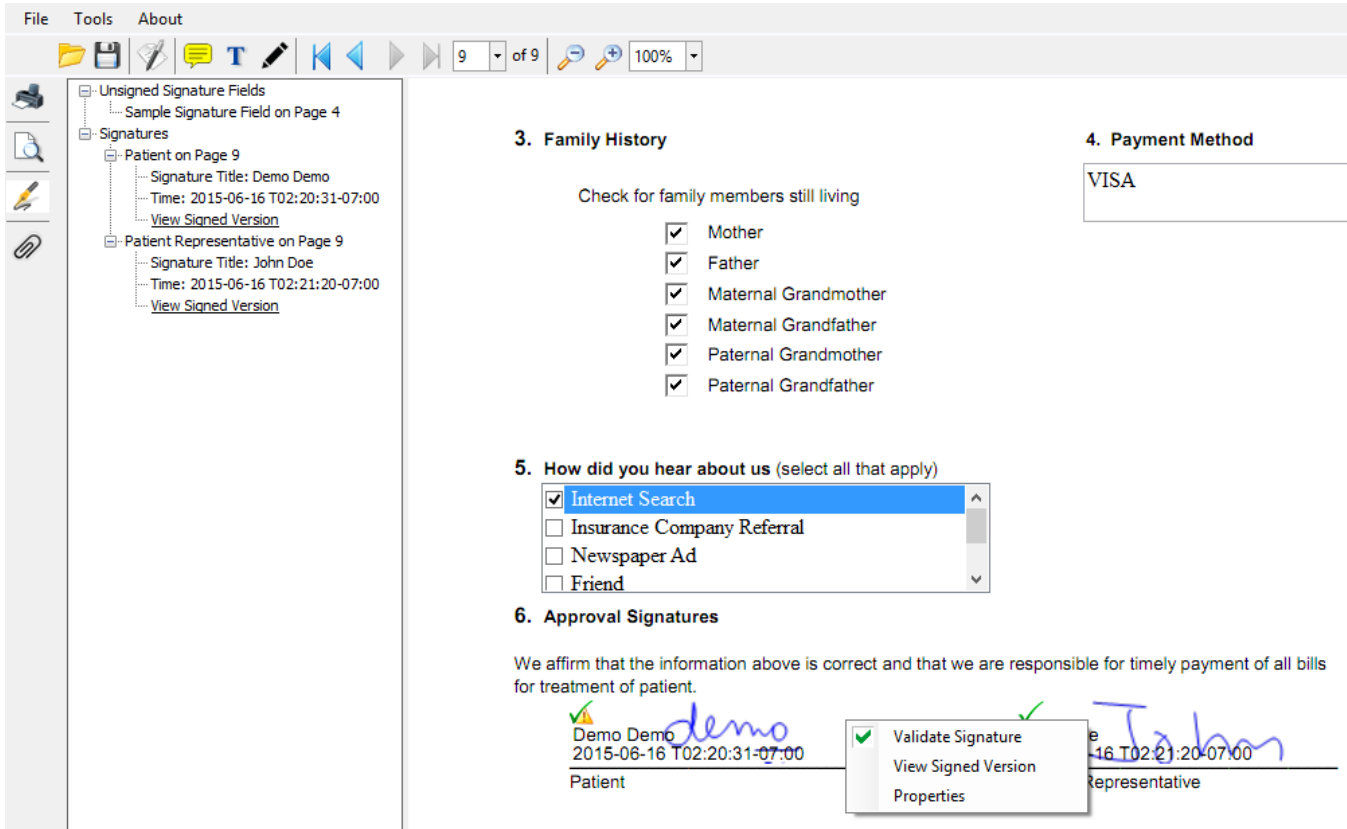 File Tools About
9 of 9 100%
Unsigned Signature Fields
Sample Signature Field on Page 4
Signatures
Patient on Page 9
Signature Title: Demo Demo
Time: 2015-06-16 T02:20:31-07:00
View Signed Version
Patient Representative on Page 9
Signature Title: John Doe
Time: 2015-06-16 T02:21:20-07:00
View Signed Version
3. Family History
Check for family members still living
Mother
Father
Maternal Grandmother
Maternal Grandfather
Paternal Grandmother
Paternal Grandfather
4. Payment Method
VISA
5. How did you hear about us (select all that apply)
Internet Search
Insurance Company Referral
Newspaper Ad
Friend
6. Approval Signatures
We affirm that the information above is correct and that we are responsible for timely payment of all bills
for treatment of patient.
Demo Demo demo
2015-06-16 T02:20:31-07:00
Patient
Validate Signature
View Signed Version
Properties
e John
16 T02:21:20-07:00
Representative